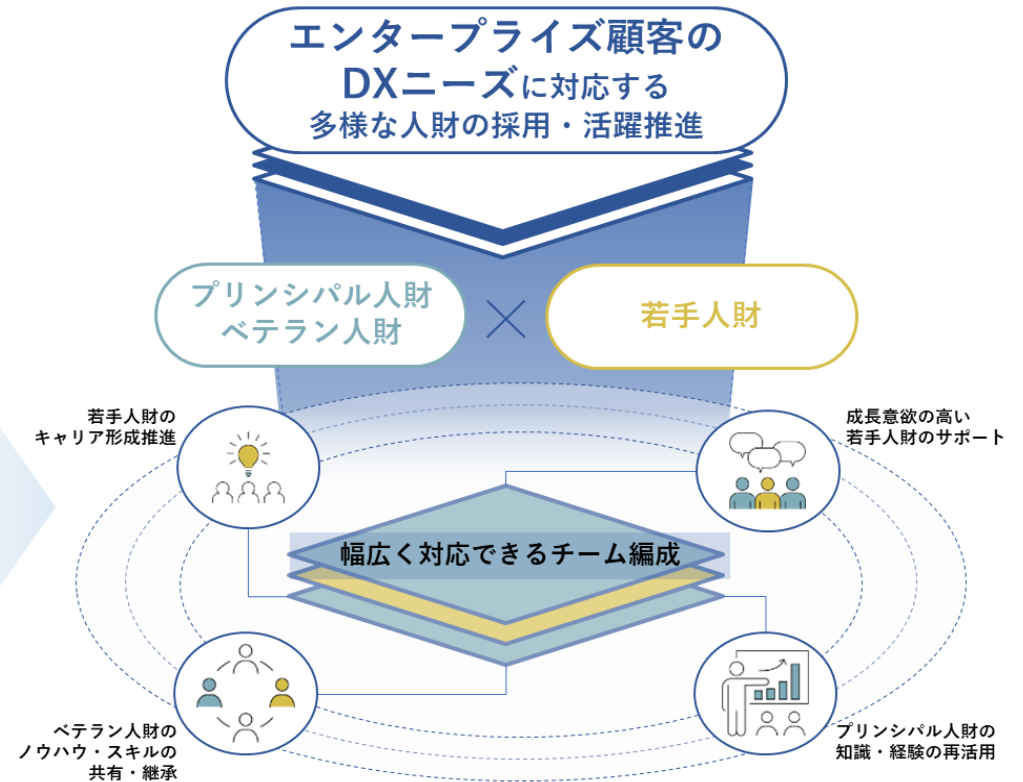 エンタープライズ顧客の
DXニーズに対応する
多様な人財の採用・活躍推進
プリンシパル人財
ベテラン人財
×
若手人財
若手人財の
キャリア形成推進
成長意欲の高い
若手人財のサポート
幅広く対応できるチーム編成
ベテラン人財の
ノウハウ・スキルの
共有・継承
プリンシパル人財の
知識・経験の再活用